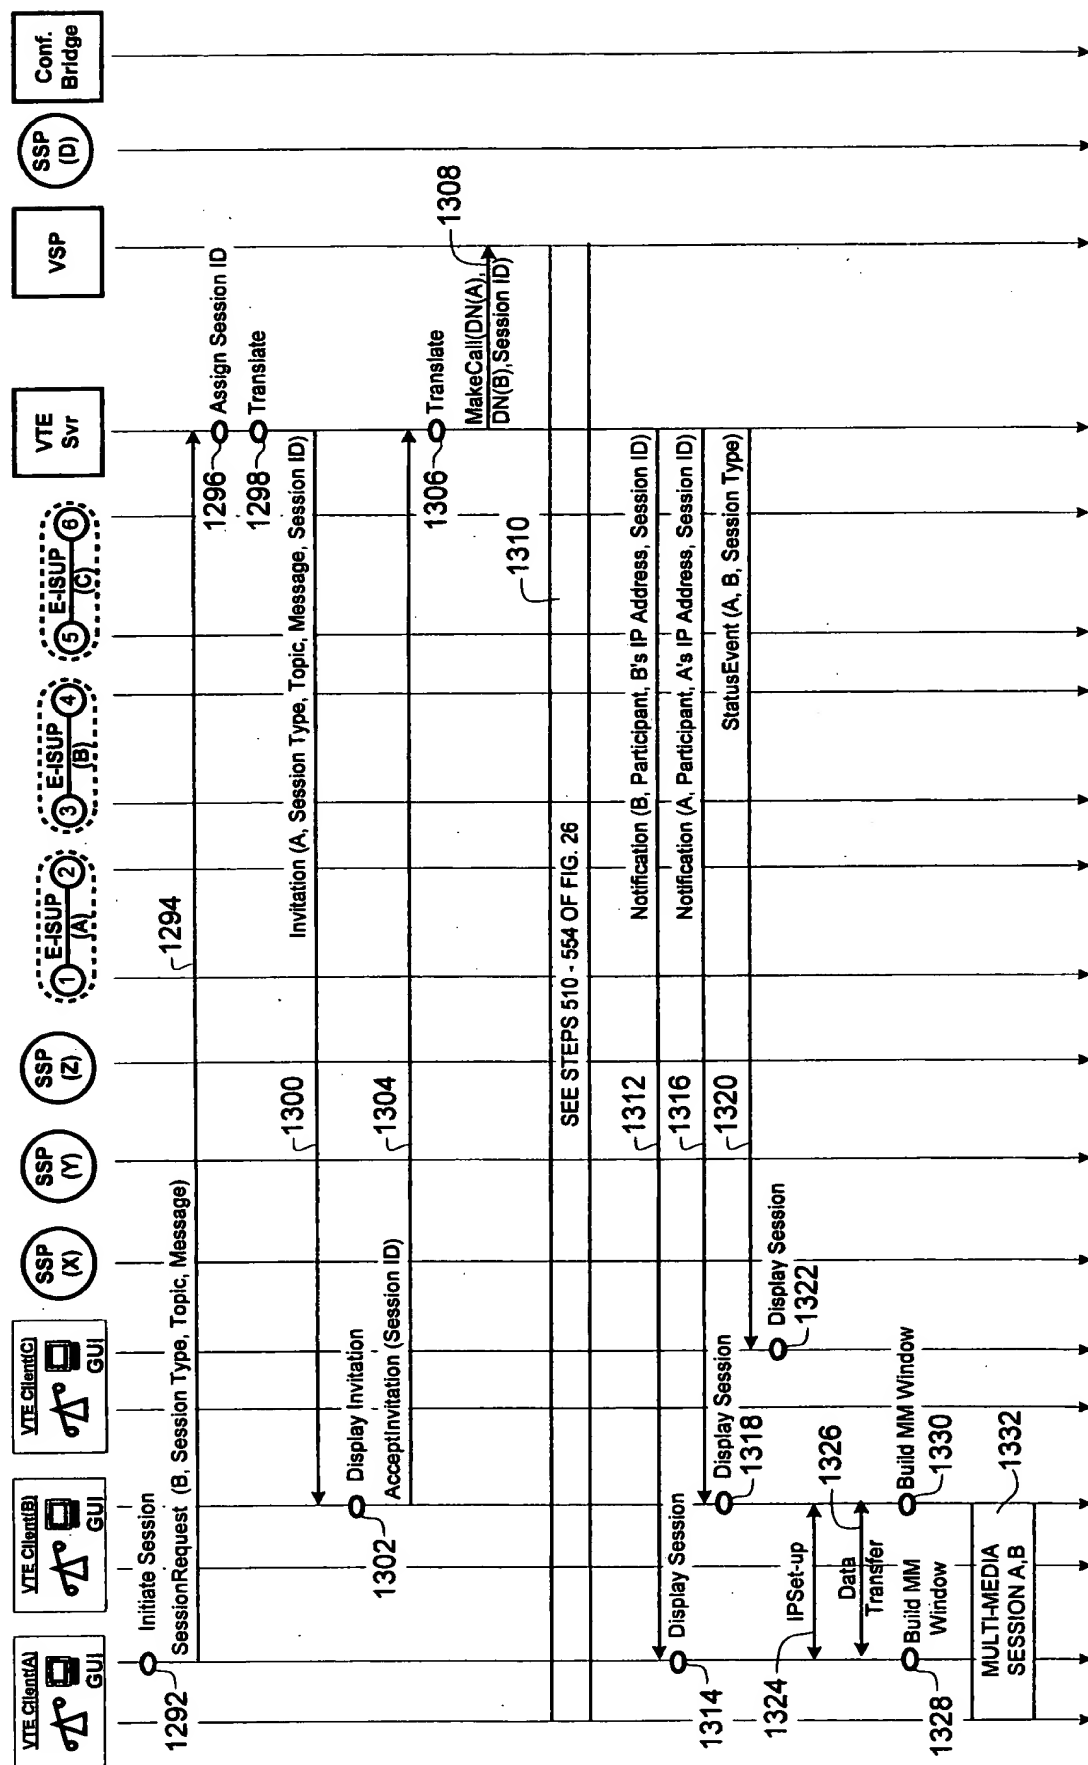 VTE Client(A)
GUI
VTE Client(B)
GUI
VTE Client(C)
GUI
SSP
(X)
SSP
(Y)
SSP
(Z)
1
E-ISUP
(A)
2
3
E-ISUP
(B)
4
5
E-ISUP
(C)
6
VTE
Svr
VSP
SSP
(D)
Conf.
Bridge
Initiate Session
1292
SessionRequest (B, Session Type, Topic, Message)
1294
Assign Session ID
1296
Translate
1298
Invitation (A, Session Type, Topic, Message, Session ID)
1300
Display Invitation
1302
AcceptInvitation (Session ID)
1304
Translate
1306
MakeCall(DN(A),
DN(B),Session ID)
1308
SEE STEPS 510 - 554 OF FIG. 26
1310
Notification (B, Participant, B's IP Address, Session ID)
1312
Display Session
1314
Notification (A, Participant, A's IP Address, Session ID)
1316
Display Session
1318
StatusEvent (A, B, Session Type)
1320
Display Session
1322
IPSet-up
1324
Data
Transfer
1326
Build MM
Window
1328
Build MM Window
1330
MULTI-MEDIA
SESSION A,B
1332